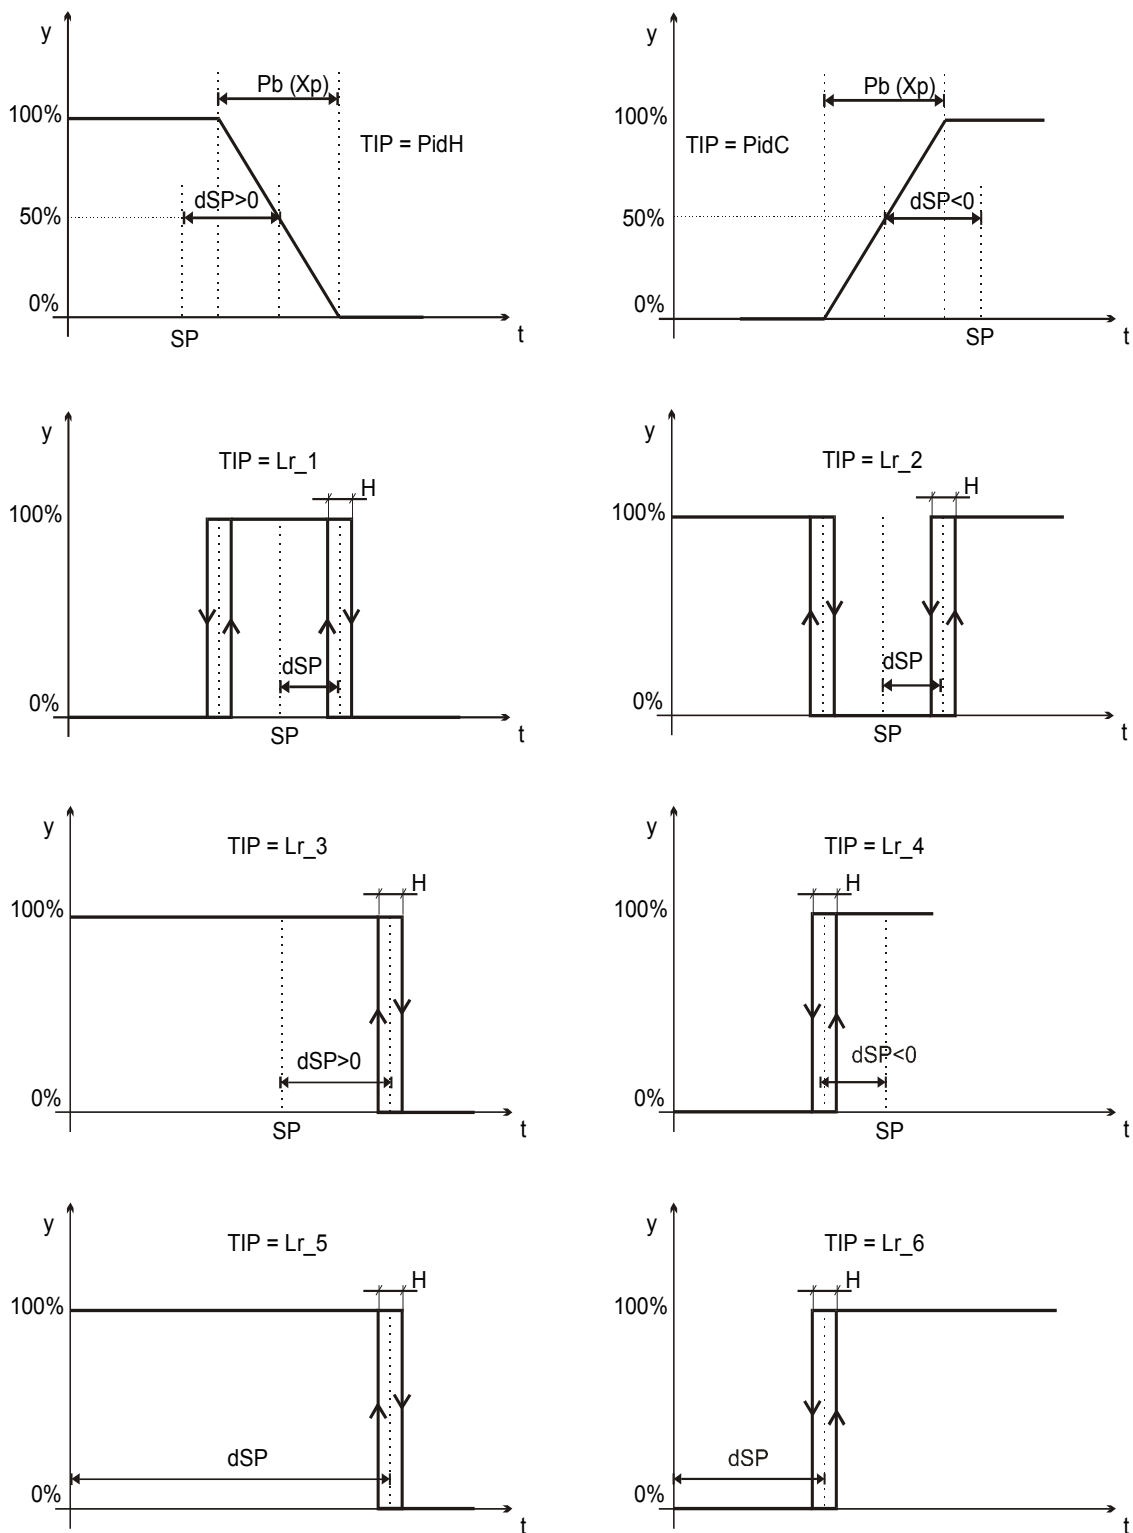 y
Pb (Xp)
100%
TIP = PidH
dSP>0
50%
0%
SP
t
y
Pb (Xp)
100%
TIP = PidC
dSP<0
50%
0%
SP
t
y
TIP = Lr_1
H
100%
dSP
0%
SP
t
y
TIP = Lr_2
H
100%
dSP
0%
SP
t
y
TIP = Lr_3
H
100%
dSP>0
0%
SP
t
y
TIP = Lr_4
H
100%
dSP<0
0%
SP
t
y
TIP = Lr_5
H
100%
dSP
0%
t
y
TIP = Lr_6
H
100%
dSP
0%
t